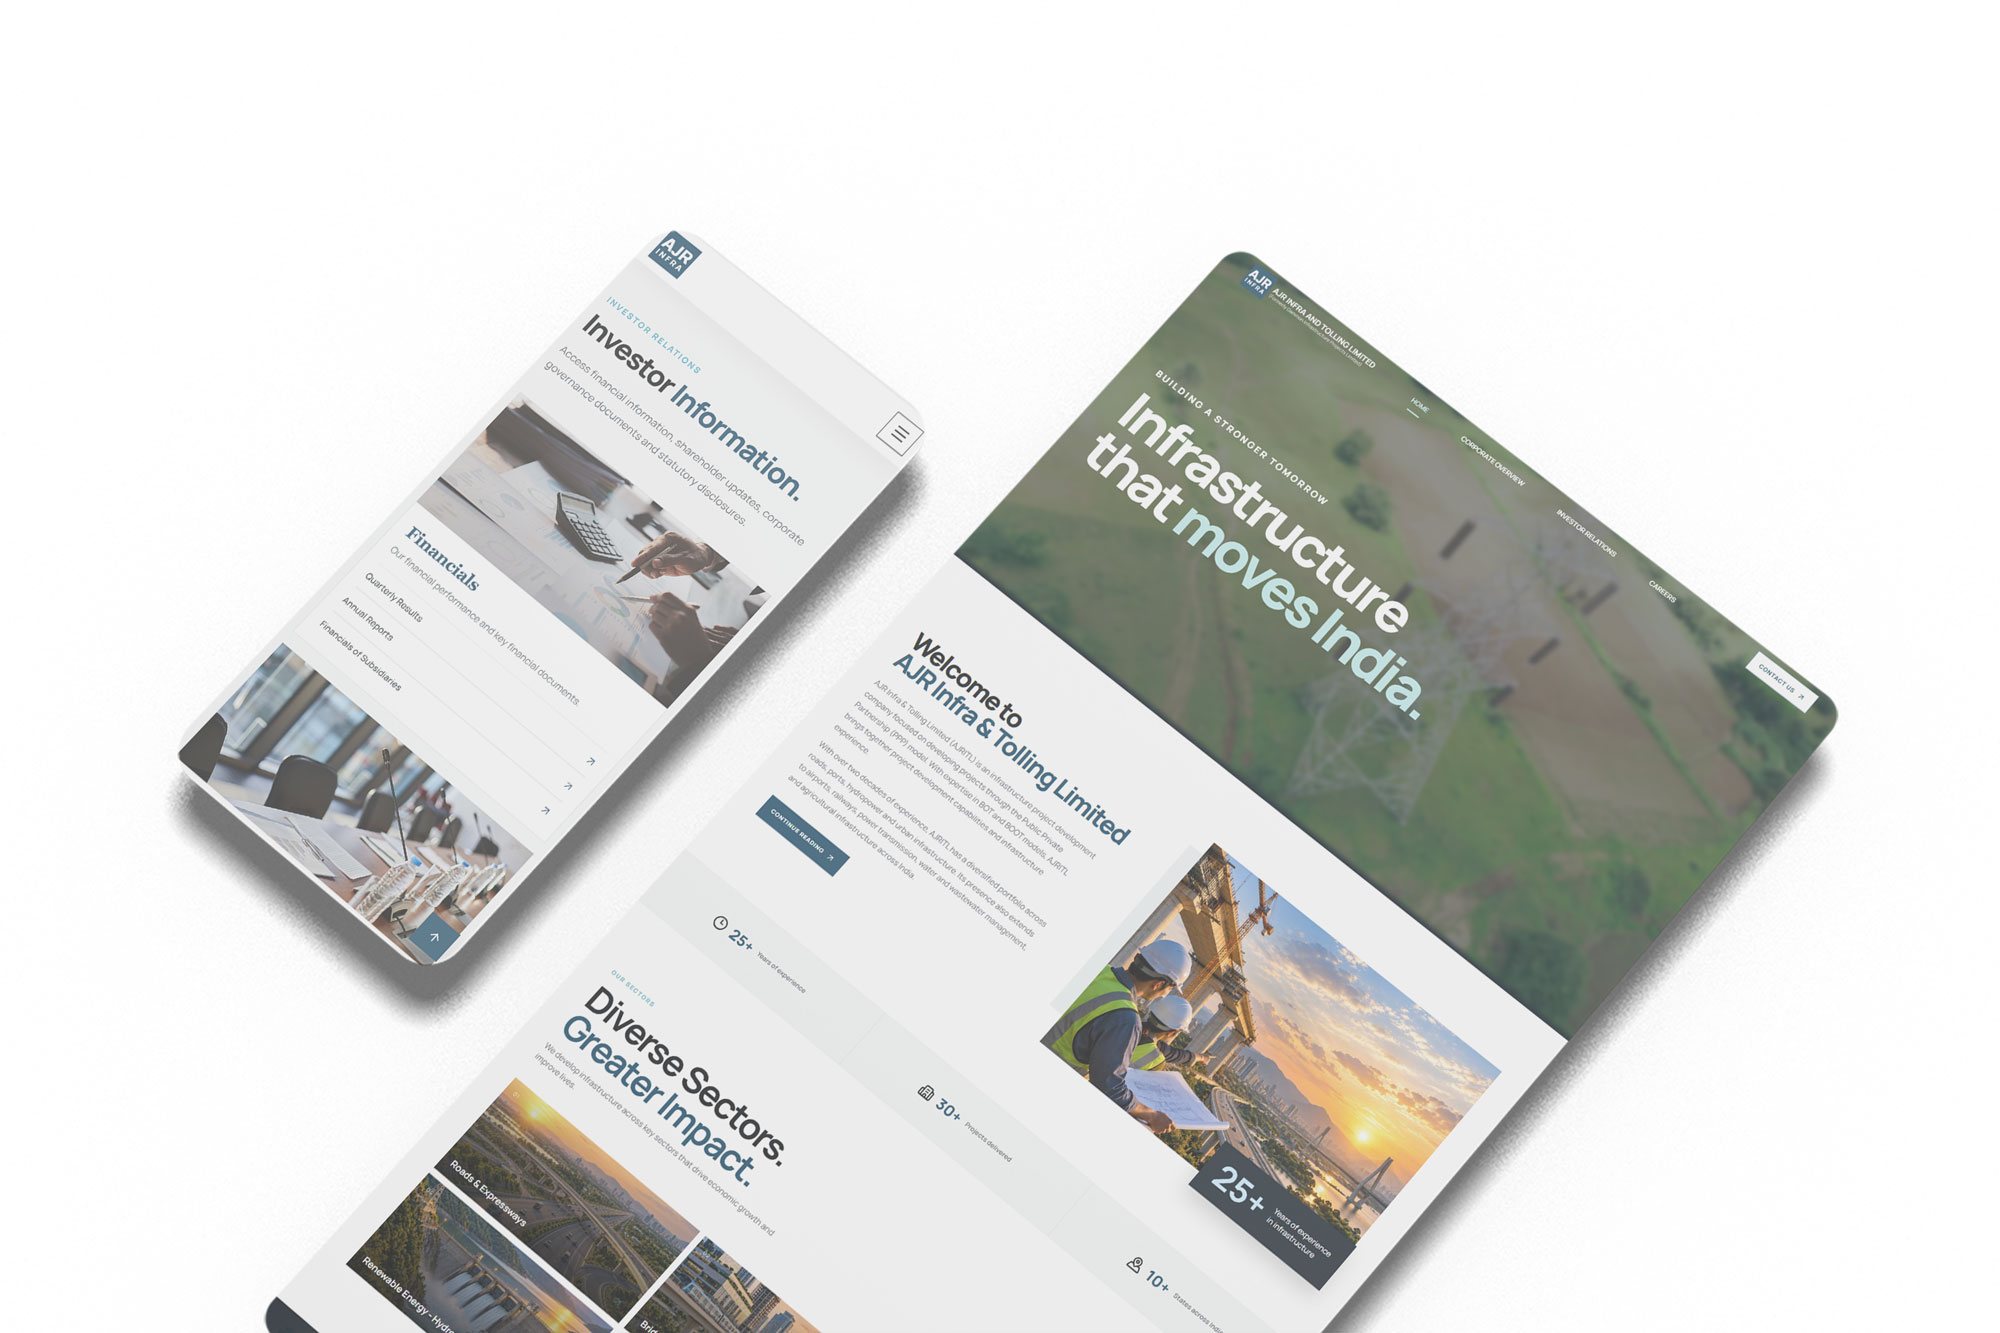 AJR
INFRA
INVESTOR RELATIONS
Investor Information.
Access financial information, shareholder updates, corporate
governance documents and statutory disclosures.
Financials
Our financial performance and key financial documents.
Quarterly Results
Annual Reports
Financials of Subsidiaries
AJR
INFRA
AJR INFRA AND TOLLING LIMITED
HOME
CORPORATE OVERVIEW
INVESTOR RELATIONS
CAREERS
CONTACT US
BUILDING A STRONGER TOMORROW
Infrastructure
that moves India.
Welcome to
AJR Infra & Tolling Limited
AJR Infra & Tolling Limited (AJRITL) is an infrastructure project development
company focused on developing projects through the Public Private
Partnership (PPP) model. With expertise in BOT and BOOT models, AJRITL
brings together project development capabilities and infrastructure
experience.
With over two decades of experience, AJRITL has a diversified portfolio across
roads, ports, hydropower and urban infrastructure. Its presence also extends
to airports, railways, power transmission, water and wastewater management,
and agricultural infrastructure across India.
CONTINUE READING
25+
Years of experience
in infrastructure
25+ Years of experience
30+ Projects delivered
10+ States across
OUR SECTORS
Diverse Sectors.
Greater Impact.
We develop infrastructure across key sectors that drive economic growth and
improve lives.
Roads & Expressways
Renewable Energy - Hydro